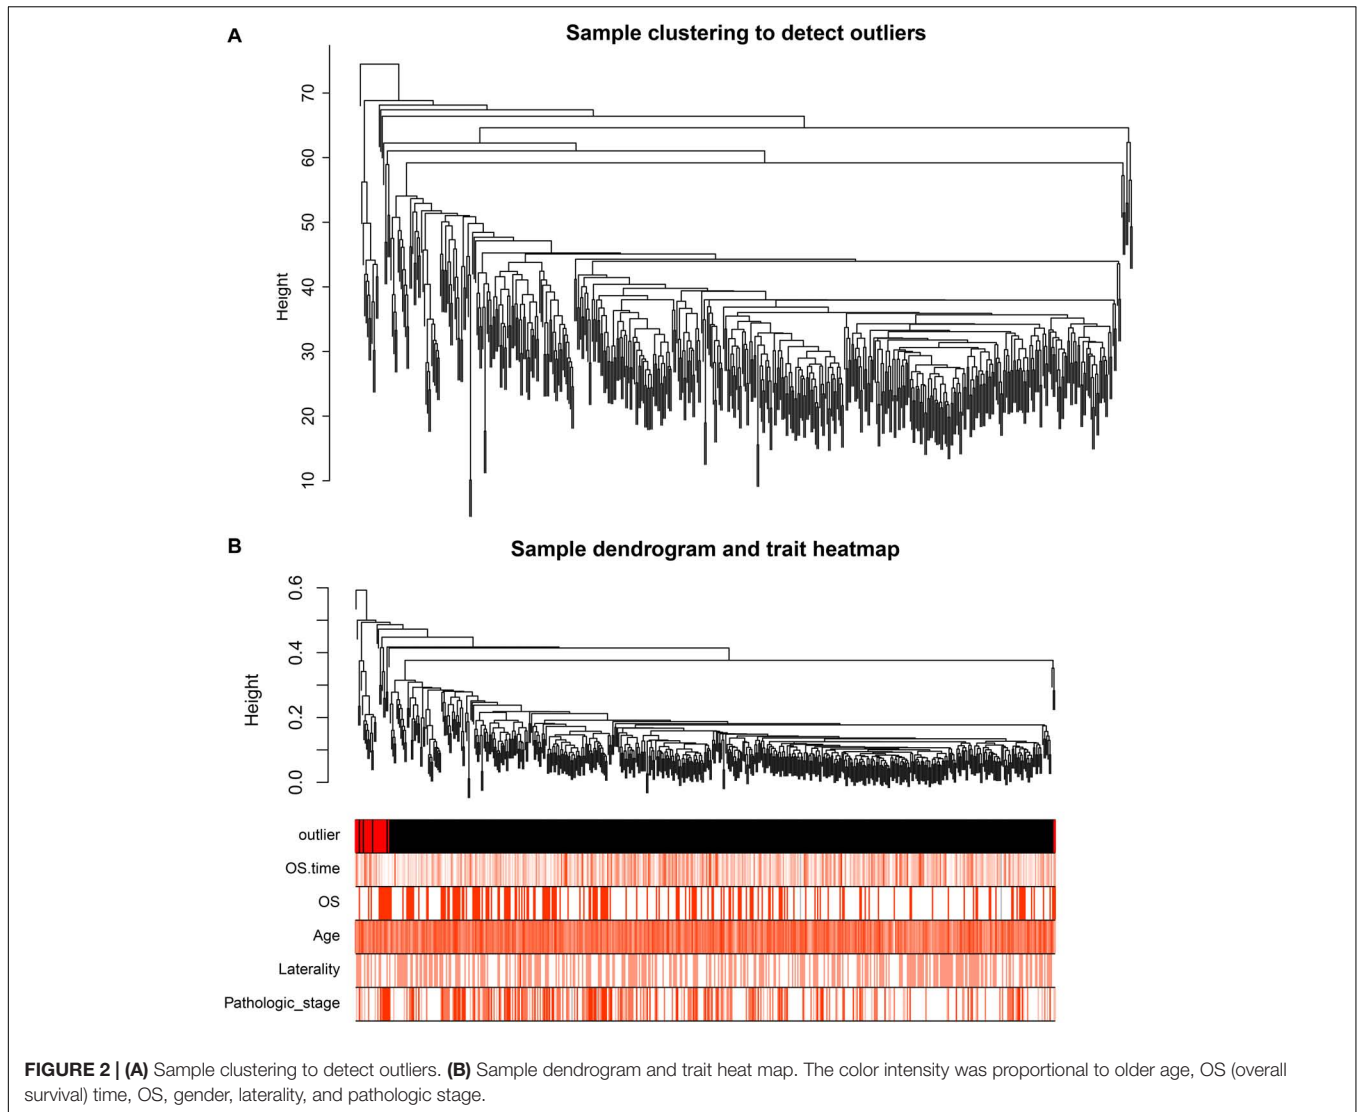 A
Sample clustering to detect outliers
70
60
50
40
30
20
10
Height
B
Sample dendrogram and trait heatmap
0.6
0.4
0.2
0.0
Height
outlier
OS.time
OS
Age
Laterality
Pathologic_stage
FIGURE 2 | (A) Sample clustering to detect outliers. (B) Sample dendrogram and trait heat map. The color intensity was proportional to older age, OS (overall
survival) time, OS, gender, laterality, and pathologic stage.